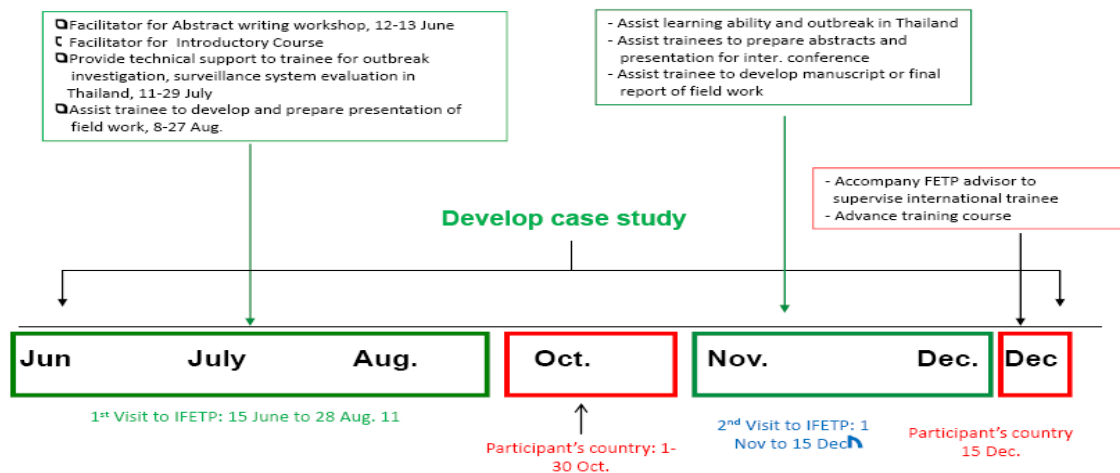 Facilitator for Abstract writing workshop, 12-13 June
Facilitator for Introductory Course
Provide technical support to trainee for outbreak
investigation, surveillance system evaluation in
Thailand, 11-29 July
Assist trainee to develop and prepare presentation of
field work, 8-27 Aug.
- Assist learning ability and outbreak in Thailand
- Assist trainees to prepare abstracts and
presentation for inter. conference
- Assist trainee to develop manuscript or final
report of field work
- Accompany FETP advisor to
supervise international trainee
- Advance training course
Develop case study
Jun July Aug. Oct. Nov. Dec. Dec
1st Visit to IFETP: 15 June to 28 Aug. 11
Participant's country: 1-
30 Oct.
2nd Visit to IFETP: 1
Nov to 15 Dec
Participant's country
15 Dec.